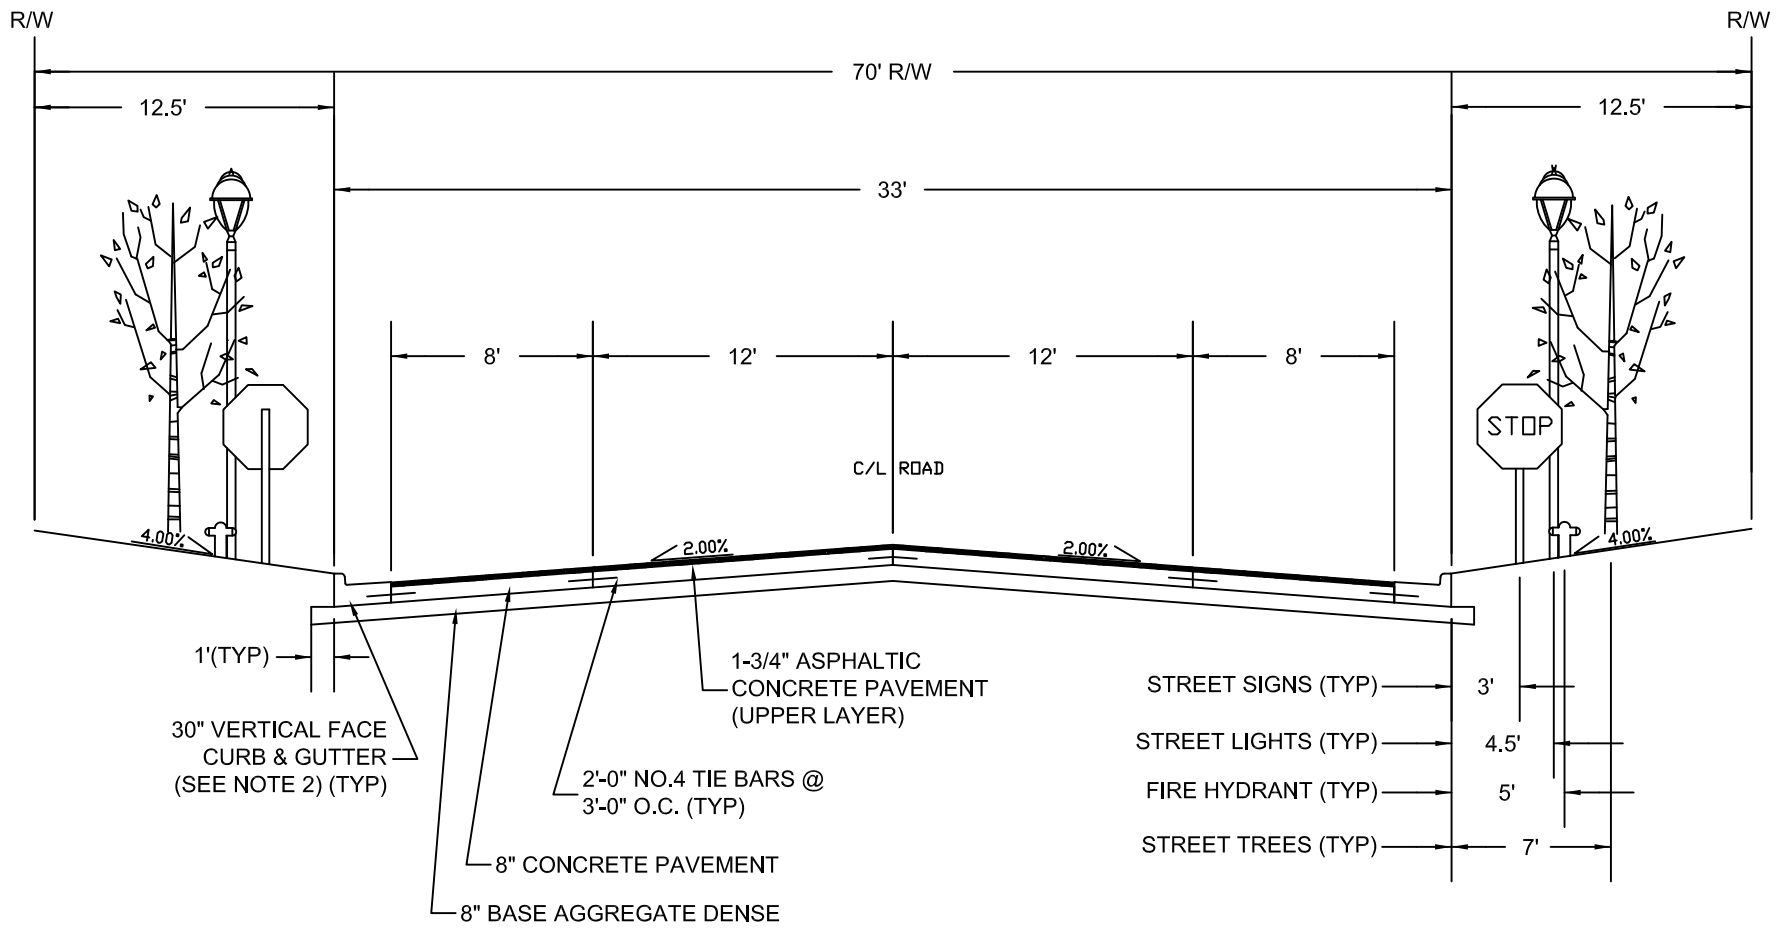 R/W
R/W
70' R/W
12.5'
12.5'
33'
8'
12'
12'
8'
STOP
C/L ROAD
4.00%
2.00%
2.00%
4.00%
1'(TYP)
1-3/4" ASPHALTIC
CONCRETE PAVEMENT
(UPPER LAYER)
30" VERTICAL FACE
CURB & GUTTER
(SEE NOTE 2) (TYP)
2'-0" NO.4 TIE BARS @
3'-0" O.C. (TYP)
8" CONCRETE PAVEMENT
8" BASE AGGREGATE DENSE
STREET SIGNS (TYP) 3'
STREET LIGHTS (TYP) 4.5'
FIRE HYDRANT (TYP) 5'
STREET TREES (TYP) 7'